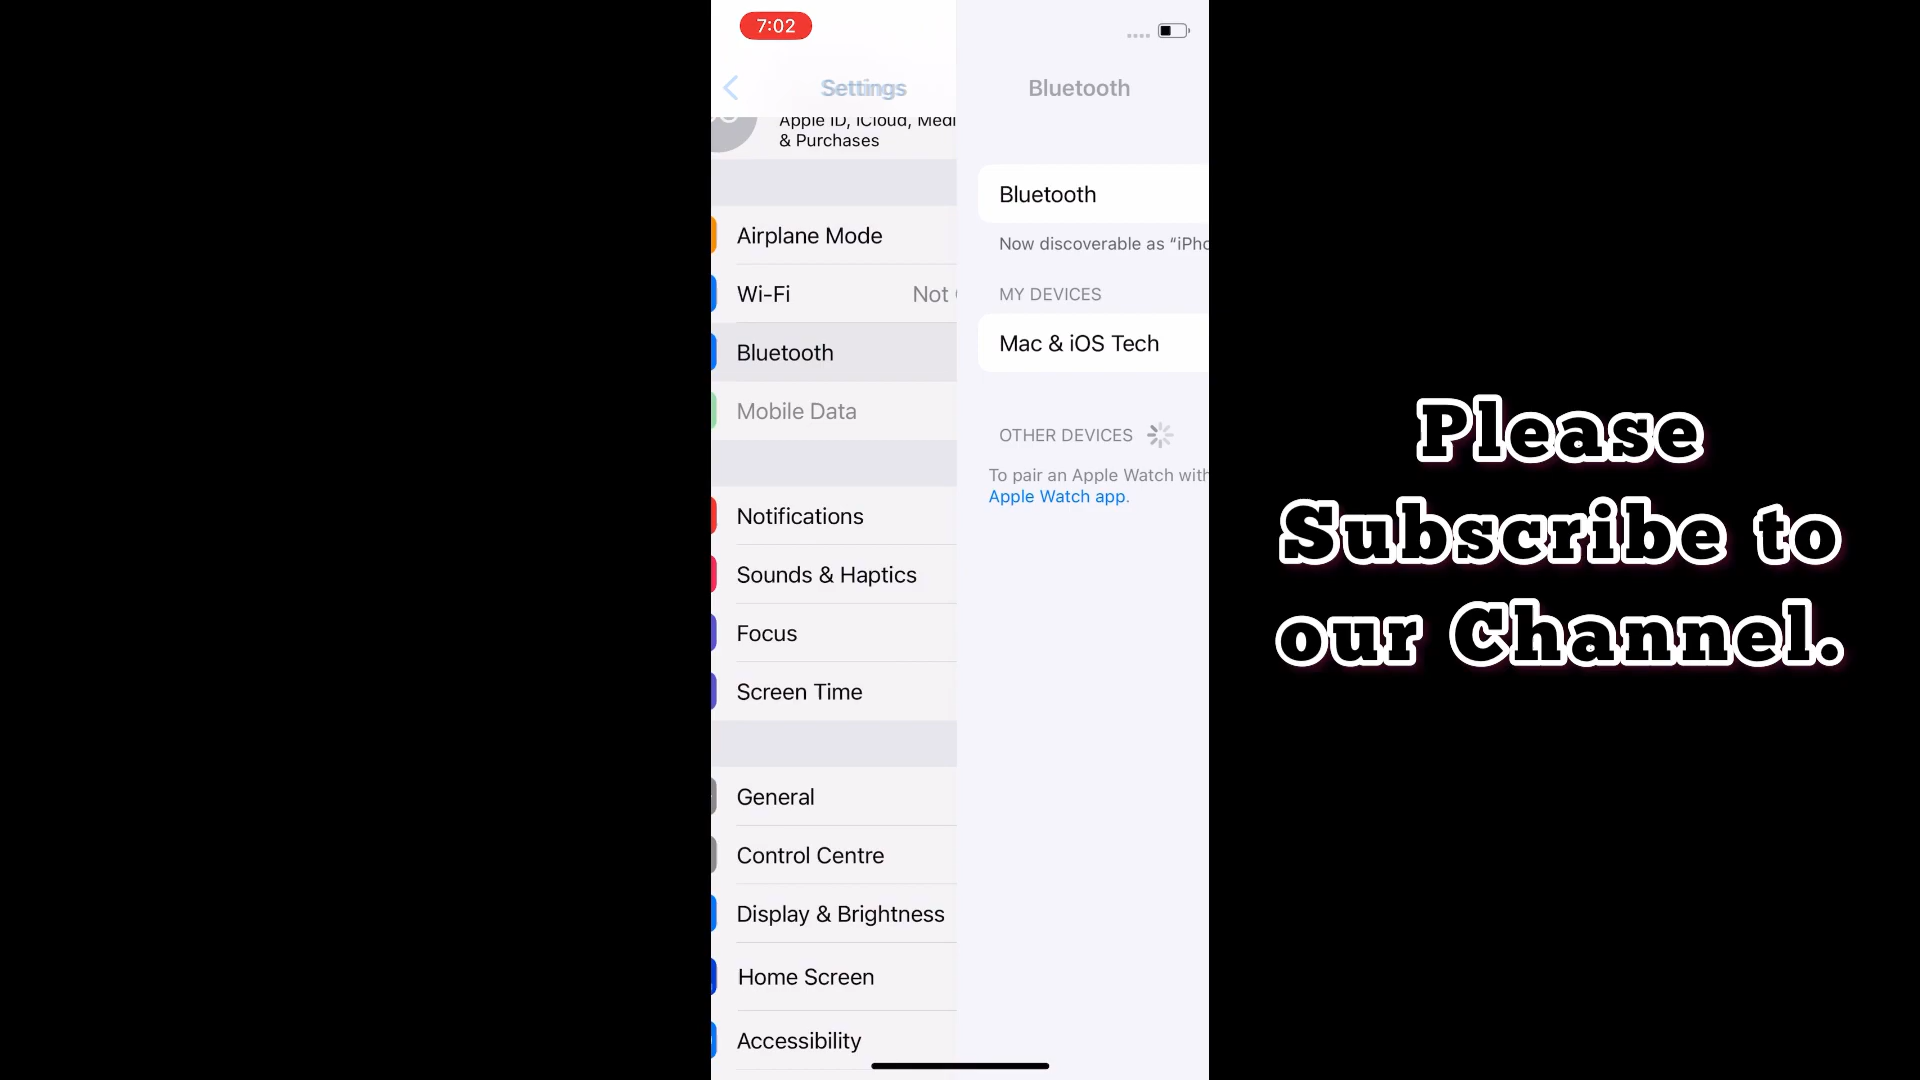 7:02
Settings
Apple ID, iCloud, Medi
& Purchases
Airplane Mode
Wi-Fi
Not
Bluetooth
Mobile Data
Notifications
Sounds & Haptics
Focus
Screen Time
General
Control Centre
Display & Brightness
Home Screen
Accessibility
Bluetooth
Bluetooth
Now discoverable as “iPho
MY DEVICES
Mac & iOS Tech
OTHER DEVICES
To pair an Apple Watch with
Apple Watch app.
Please
Subscribe to
our Channel.